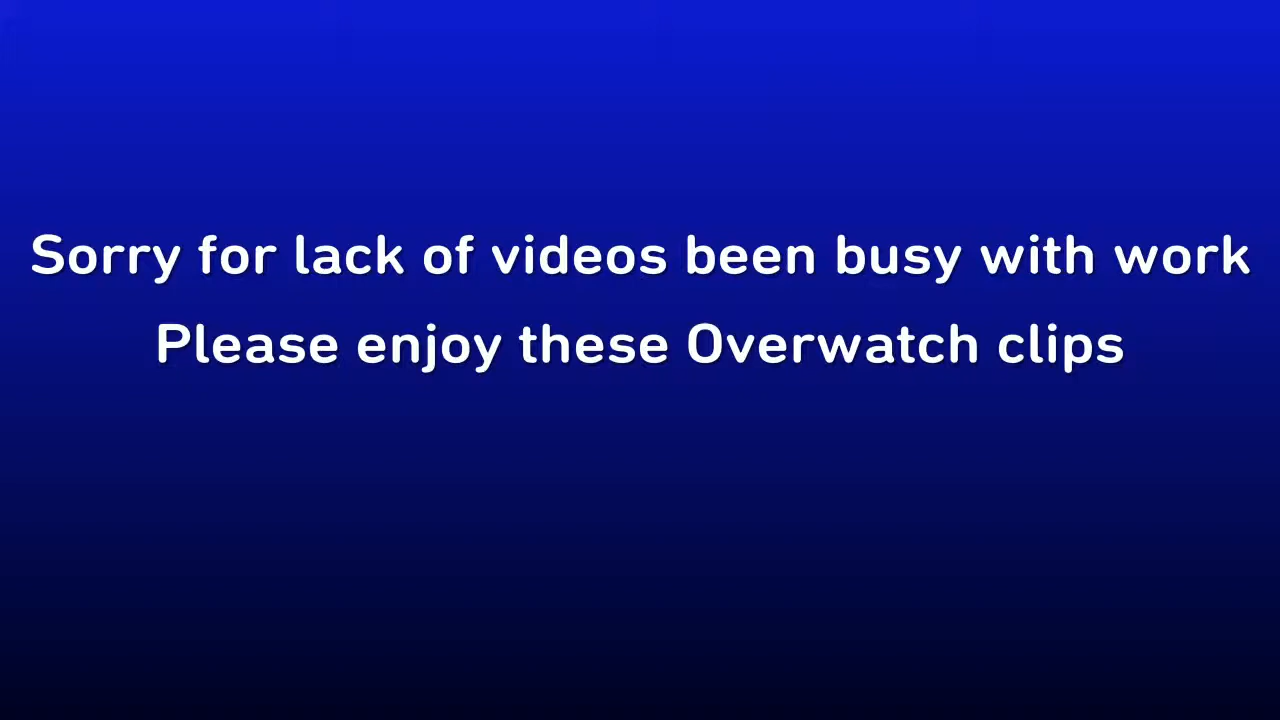 Sorry for lack of videos been busy with work
Please enjoy these Overwatch clips